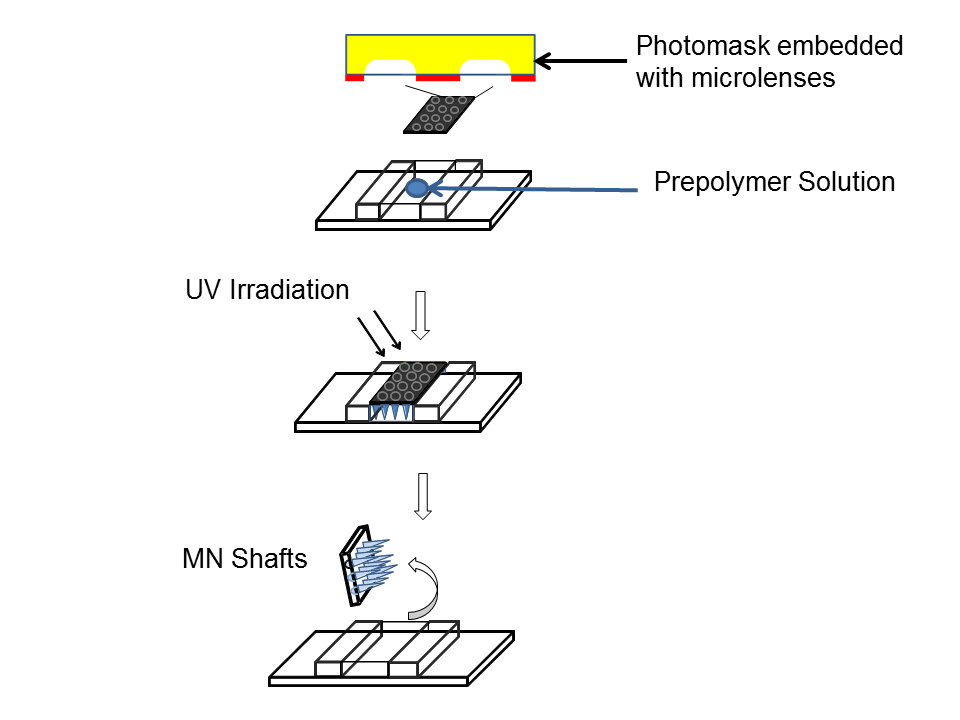 Photomask embedded
with microlenses
Prepolymer Solution
UV Irradiation
MN Shafts